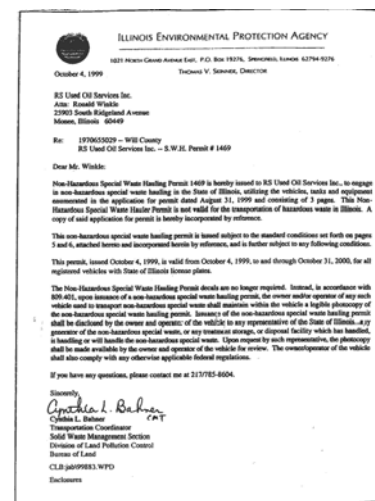 ILLINOIS ENVIRONMENTAL PROTECTION AGENCY
1021 NORTH GRAND AVENUE EAST, P.O. BOX 19276, SPRINGFIELD, ILLINOIS 62794-9276
THOMAS V. SKINNER, DIRECTOR
October 4, 1999
RS Used Oil Services Inc.
Attn: Ronald Winkle
25903 South Ridgeland Avenue
Monee, Illinois 60449
Re: 1970655029 -- Will County
RS Used Oil Services Inc. -- S.W.H. Permit # 1469
Dear Mr. Winkle:
Non-Hazardous Special Waste Hauling Permit 1469 is hereby issued to RS Used Oil Services Inc., to engage
in non-hazardous special waste hauling in the State of Illinois, utilizing the vehicles, tanks and equipment
enumerated in the application for permit dated August 31, 1999 and consisting of 3 pages. This Non-
Hazardous Special Waste Hauler Permit is not valid for the transportation of hazardous waste in Illinois. A
copy of said application for permit is hereby incorporated by reference.
This non-hazardous special waste hauling permit is issued subject to the standard conditions set forth on pages
5 and 6, attached hereto and incorporated herein by reference, and is further subject to any following conditions.
This permit, issued October 4, 1999, is valid from October 4, 1999, to and through October 31, 2000, for all
registered vehicles with State of Illinois license plates.
The Non-Hazardous Special Waste Hauling Permit decals are no longer required. Instead, in accordance with
809.401, upon issuance of a non-hazardous special waste hauling permit, the owner and/or operator of any such
vehicle used to transport non-hazardous special waste shall maintain within the vehicle a legible photocopy of
the non-hazardous special waste hauling permit. Issuance of the non-hazardous special waste hauling permit
shall be disclosed by the owner and operator of the vehicle to any representative of the State of Illinois, any
generator of the non-hazardous special waste, or any treatment storage, or disposal facility which has handled,
is handling or will handle the non-hazardous special waste. Upon request by such representative, the photocopy
shall be made available by the owner and operator of the vehicle for review. The owner/operator of the vehicle
shall also comply with any otherwise applicable federal regulations.
If you have any questions, please contact me at 217/785-8604.
Sincerely,
Cynthia L. Bahner
CMT
Cynthia L. Bahner
Transportation Coordinator
Solid Waste Management Section
Division of Land Pollution Control
Bureau of Land
CLB:jab\99883.WPD
Enclosures